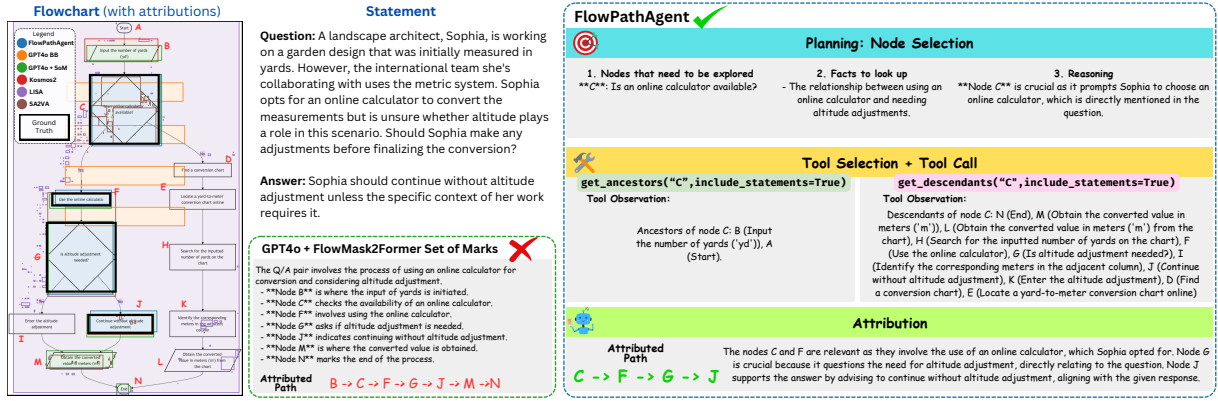 Flowchart (with attributions)
Legend
FlowPathAgent
GPT4o BB
GPT4o + SoM
Kosmos2
LISA
SA2VA
Ground
Truth
Start
A
Input the number of yards
('yd')
B
C
available?
D
Find a conversion chart
E
Locate a yard-to-meter
conversion chart online
F
Use the online calculator
G
Is altitude adjustment
needed?
H
Search for the inputted
number of yards on the
chart
Enter the altitude
adjustment
I
J
Continue without altitude
adjustment
K
Identify the corresponding
meters in the adjacent
column
M
Obtain the converted
value in meters ('m')
L
Obtain the converted
value in meters ('m') from
the chart
N
End
Statement
Question: A landscape architect, Sophia, is working
on a garden design that was initially measured in
yards. However, the international team she's
collaborating with uses the metric system. Sophia
opts for an online calculator to convert the
measurements but is unsure whether altitude plays
a role in this scenario. Should Sophia make any
adjustments before finalizing the conversion?
Answer: Sophia should continue without altitude
adjustment unless the specific context of her work
requires it.
GPT4o + FlowMask2Former Set of Marks
The Q/A pair involves the process of using an online calculator for
conversion and considering altitude adjustment.
- **Node B** is where the input of yards is initiated.
- **Node C** checks the availability of an online calculator.
- **Node F** involves using the online calculator.
- **Node G** asks if altitude adjustment is needed.
- **Node J** indicates continuing without altitude adjustment.
- **Node M** is where the converted value is obtained.
- **Node N** marks the end of the process.
Attributed
Path
B -> C -> F -> G -> J -> M ->N
FlowPathAgent
Planning: Node Selection
1. Nodes that need to be explored
**C**: Is an online calculator available?
2. Facts to look up
- The relationship between using an
online calculator and needing
altitude adjustments.
3. Reasoning
**Node C** is crucial as it prompts Sophia to choose an
online calculator, which is directly mentioned in the
question.
Tool Selection + Tool Call
get_ancestors("C",include_statements=True)
Tool Observation:
Ancestors of node C: B (Input
the number of yards ('yd')), A
(Start).
get_descendants("C",include_statements=True)
Tool Observation:
Descendants of node C: N (End), M (Obtain the converted value in
meters ('m')), L (Obtain the converted value in meters ('m') from the
chart), H (Search for the inputted number of yards on the chart), F
(Use the online calculator), G (Is altitude adjustment needed?), I
(Identify the corresponding meters in the adjacent column), J (Continue
without altitude adjustment), K (Enter the altitude adjustment), D (Find
a conversion chart), E (Locate a yard-to-meter conversion chart online)
Attribution
Attributed
Path
C -> F -> G -> J
The nodes C and F are relevant as they involve the use of an online calculator, which Sophia opted for. Node G
is crucial because it questions the need for altitude adjustment, directly relating to the question. Node J
supports the answer by advising to continue without altitude adjustment, aligning with the given response.